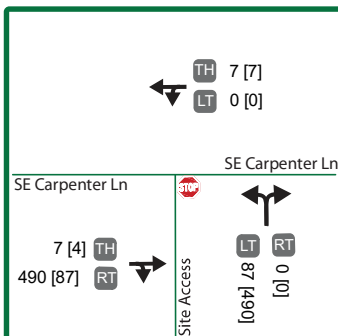 TH 7 [7]
LT 0 [0]
SE Carpenter Ln
SE Carpenter Ln
STOP
7 [4] TH
490 [87] RT
Site Access
LT RT
87 [490] 0 [0]